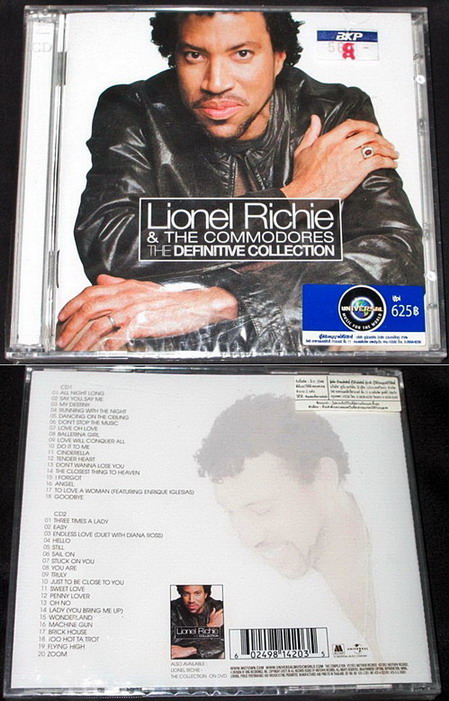 2CD
BKP
Lionel Richie
& THE COMMODORES
THE DEFINITIVE COLLECTION
UNIVERSAL
MUSIC FOR THE WORLD
625฿
CD1
01 ALL NIGHT LONG
02 SAY YOU, SAY ME
03 MY DESTINY
04 RUNNING WITH THE NIGHT
05 DANCING ON THE CEILING
06 DON'T STOP THE MUSIC
07 LOVE OH LOVE
08 BALLERINA GIRL
09 LOVE WILL CONQUER ALL
10 DO IT TO ME
11 CINDERELLA
12 TENDER HEART
13 DON'T WANNA LOSE YOU
14 THE CLOSEST THING TO HEAVEN
15 I FORGOT
16 ANGEL
17 TO LOVE A WOMAN (FEATURING ENRIQUE IGLESIAS)
18 GOODBYE
CD2
01 THREE TIMES A LADY
02 EASY
03 ENDLESS LOVE (DUET WITH DIANA ROSS)
04 HELLO
05 STILL
06 SAIL ON
07 STUCK ON YOU
08 YOU ARE
09 TRULY
10 JUST TO BE CLOSE TO YOU
11 SWEET LOVE
12 PENNY LOVER
13 OH NO
14 LADY (YOU BRING ME UP)
15 WONDERLAND
16 MACHINE GUN
17 BRICK HOUSE
18 TOO HOT TA TROT
19 FLYING HIGH
20 ZOOM
Lionel Richie
COLLECTION
ALSO AVAILABLE :
LIONEL RICHIE -
THE COLLECTION ON DVD
6 02498 14203 5